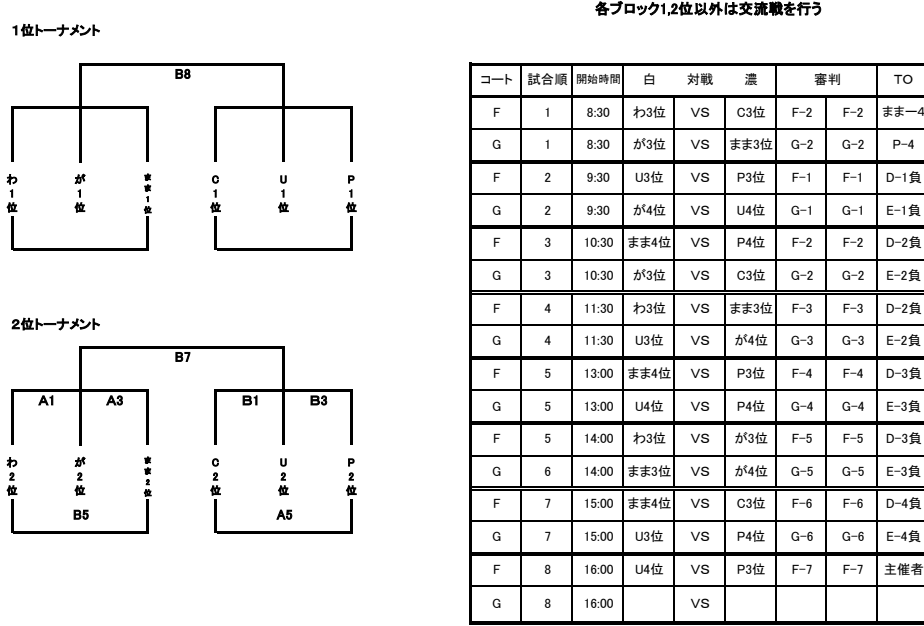 各ブロック1,2位以外は交流戦を行う
1位トーナメント
B8
わ1位 が1位 まま1位 C1位 U1位 P1位
2位トーナメント
B7
A1 A3 B1 B3
わ2位 が2位 まま2位 C2位 U2位 P2位
B5 A5
コート 試合順 開始時間 白 対戦 濃 審判 TO
F 1 8:30 わ3位 VS C3位 F-2 F-2 ままー4
G 1 8:30 が3位 VS まま3位 G-2 G-2 P-4
F 2 9:30 U3位 VS P3位 F-1 F-1 D-1負
G 2 9:30 が4位 VS U4位 G-1 G-1 E-1負
F 3 10:30 まま4位 VS P4位 F-2 F-2 D-2負
G 3 10:30 が3位 VS C3位 G-2 G-2 E-2負
F 4 11:30 わ3位 VS まま3位 F-3 F-3 D-2負
G 4 11:30 U3位 VS が4位 G-3 G-3 E-2負
F 5 13:00 まま4位 VS P3位 F-4 F-4 D-3負
G 5 13:00 U4位 VS P4位 G-4 G-4 E-3負
F 5 14:00 わ3位 VS が3位 F-5 F-5 D-3負
G 6 14:00 まま3位 VS が4位 G-5 G-5 E-3負
F 7 15:00 まま4位 VS C3位 F-6 F-6 D-4負
G 7 15:00 U3位 VS P4位 G-6 G-6 E-4負
F 8 16:00 U4位 VS P3位 F-7 F-7 主催者
G 8 16:00 VS